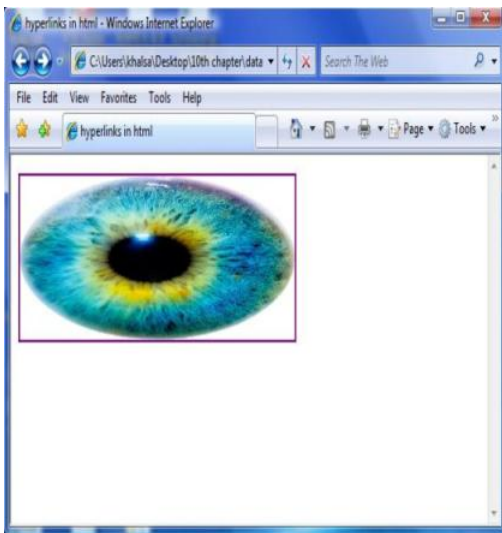 hyperlinks in html - Windows Internet Explorer
C:\Users\khalsa\Desktop\10th chapter\data
Search The Web
File Edit View Favorites Tools Help
hyperlinks in html
Page Tools